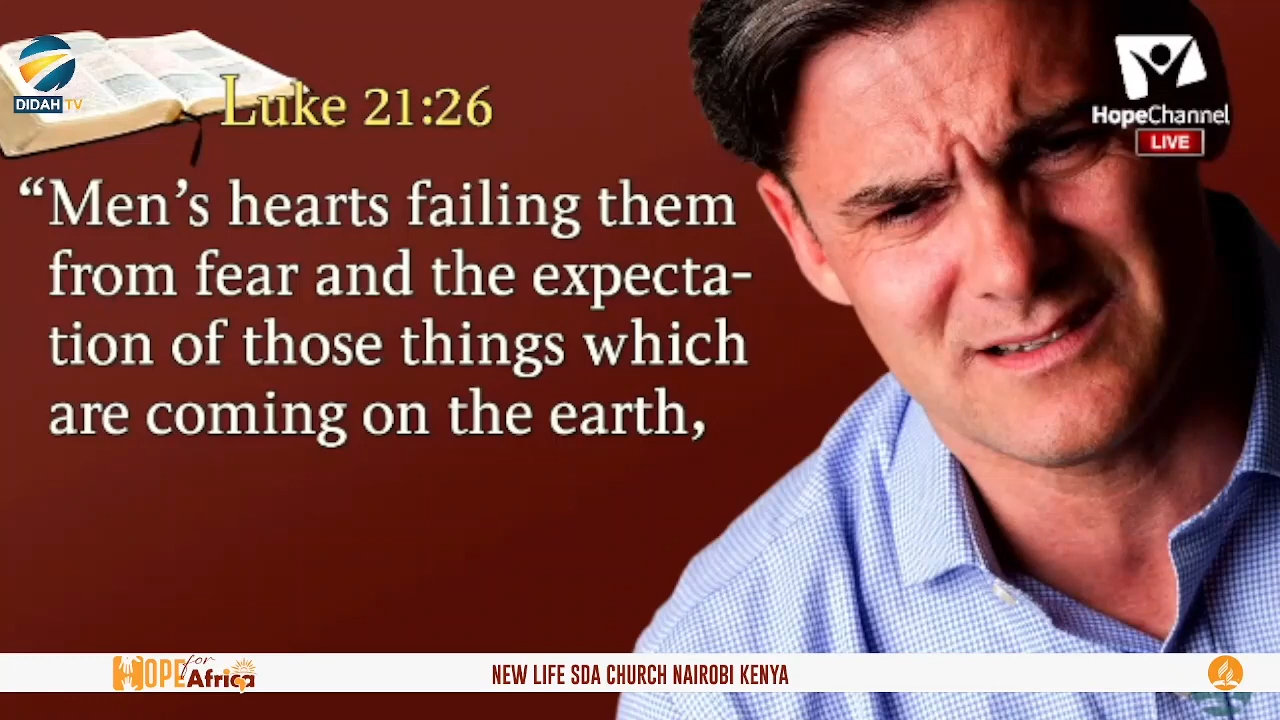 DIDAH TV
Luke 21:26
HopeChannel
LIVE
“Men’s hearts failing them
from fear and the expecta-
tion of those things which
are coming on the earth,
HOPE for Africa
NEW LIFE SDA CHURCH NAIROBI KENYA